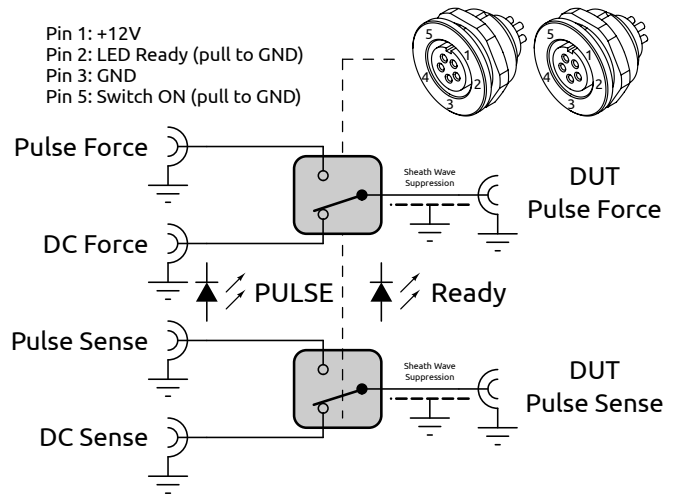 Pin 1: +12V
Pin 2: LED Ready (pull to GND)
Pin 3: GND
Pin 5: Switch ON (pull to GND)
5
1
4
2
3
5
1
4
2
3
Pulse Force
Sheath Wave
Suppression
DUT
Pulse Force
DC Force
PULSE
Ready
Pulse Sense
Sheath Wave
Suppression
DUT
Pulse Sense
DC Sense